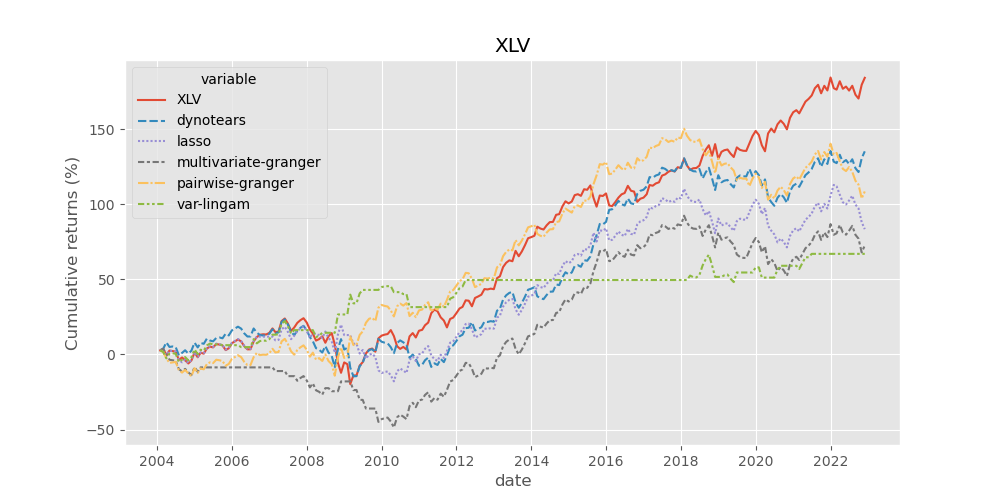 XLV
variable
XLV
dynotears
lasso
multivariate-granger
pairwise-granger
var-lingam
Cumulative returns (%)
150
100
50
0
−50
2004 2006 2008 2010 2012 2014 2016 2018 2020 2022
date